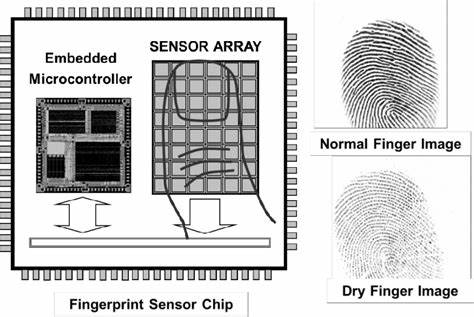 Embedded
Microcontroller
SENSOR ARRAY
Normal Finger Image
Dry Finger Image
Fingerprint Sensor Chip